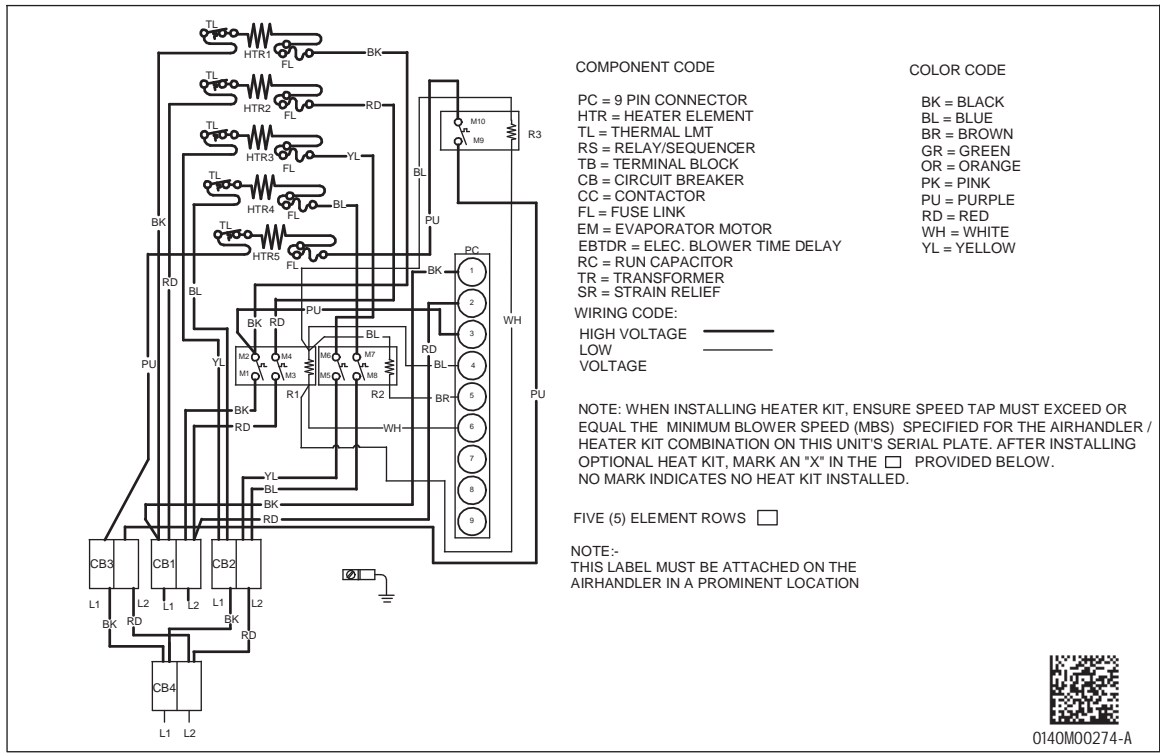 TL
HTR1
FL
BK
TL
HTR2
FL
RD
TL
HTR3
FL
YL
TL
HTR4
FL
BL
TL
HTR5
FL
BK
RD
BL
PU
YL
BL
PU
M10
M9
R3
WH
PU
PC
1
2
3
4
5
6
7
8
9
BK
PU
RD
BL
BL
BR
WH
BK
RD
M2
M4
M1
M3
R1
M6
M7
M5
M8
R2
BK
RD
YL
BL
BK
RD
CB3
CB1
CB2
L1
L2
L1
L2
L1
L2
BK
RD
BK
RD
CB4
L1
L2
COMPONENT CODE
PC = 9 PIN CONNECTOR
HTR = HEATER ELEMENT
TL = THERMAL LMT
RS = RELAY/SEQUENCER
TB = TERMINAL BLOCK
CB = CIRCUIT BREAKER
CC = CONTACTOR
FL = FUSE LINK
EM = EVAPORATOR MOTOR
EBTDR = ELEC. BLOWER TIME DELAY
RC = RUN CAPACITOR
TR = TRANSFORMER
SR = STRAIN RELIEF
WIRING CODE:
HIGH VOLTAGE
LOW
VOLTAGE
COLOR CODE
BK = BLACK
BL = BLUE
BR = BROWN
GR = GREEN
OR = ORANGE
PK = PINK
PU = PURPLE
RD = RED
WH = WHITE
YL = YELLOW
NOTE: WHEN INSTALLING HEATER KIT, ENSURE SPEED TAP MUST EXCEED OR
EQUAL THE MINIMUM BLOWER SPEED (MBS) SPECIFIED FOR THE AIRHANDLER /
HEATER KIT COMBINATION ON THIS UNIT'S SERIAL PLATE. AFTER INSTALLING
OPTIONAL HEAT KIT, MARK AN "X" IN THE PROVIDED BELOW.
NO MARK INDICATES NO HEAT KIT INSTALLED.
FIVE (5) ELEMENT ROWS
NOTE:-
THIS LABEL MUST BE ATTACHED ON THE
AIRHANDLER IN A PROMINENT LOCATION
0140M00274-A